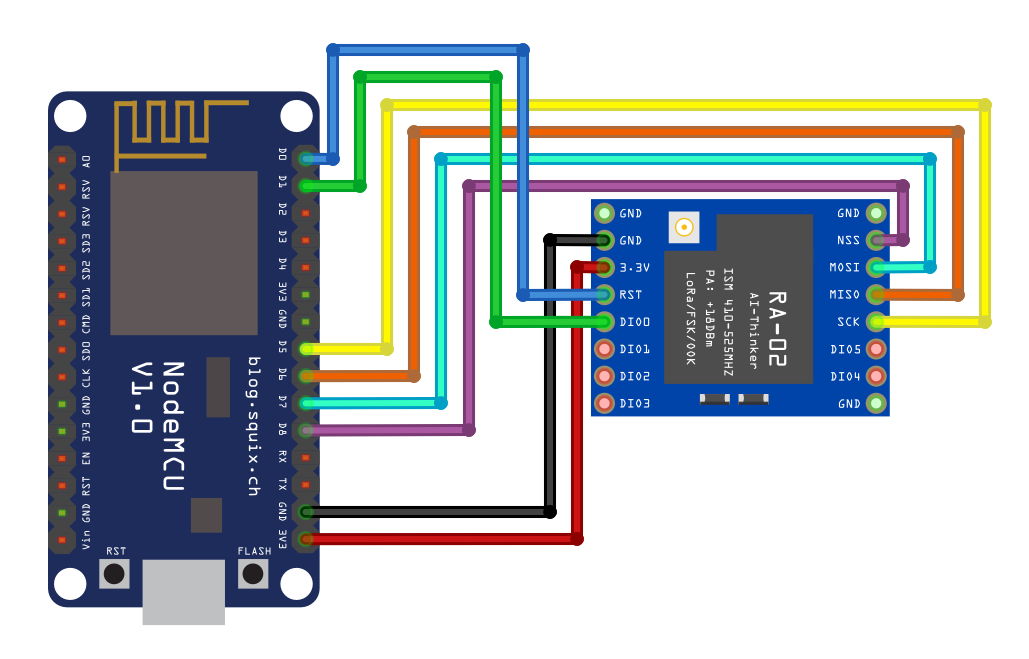 A0
RSV
RSV
SD3
SD2
SD1
CMD
SD0
CLK
GND
3V3
EN
RST
GND
Vin
D0
D1
D2
D3
D4
3V3
GND
D5
D6
D7
D8
RX
TX
GND
3V3
NodeMCU
V1.0
blog.squix.ch
RST
FLASH
GND
GND
3.3V
RST
DIO0
DIO1
DIO2
DIO3
RA-02
AI-Thinker
ISM 410-525MHZ
PA: +18DBm
LoRa/FSK/OOK
GND
NSS
MOSI
MISO
SCK
DIO5
DIO4
GND